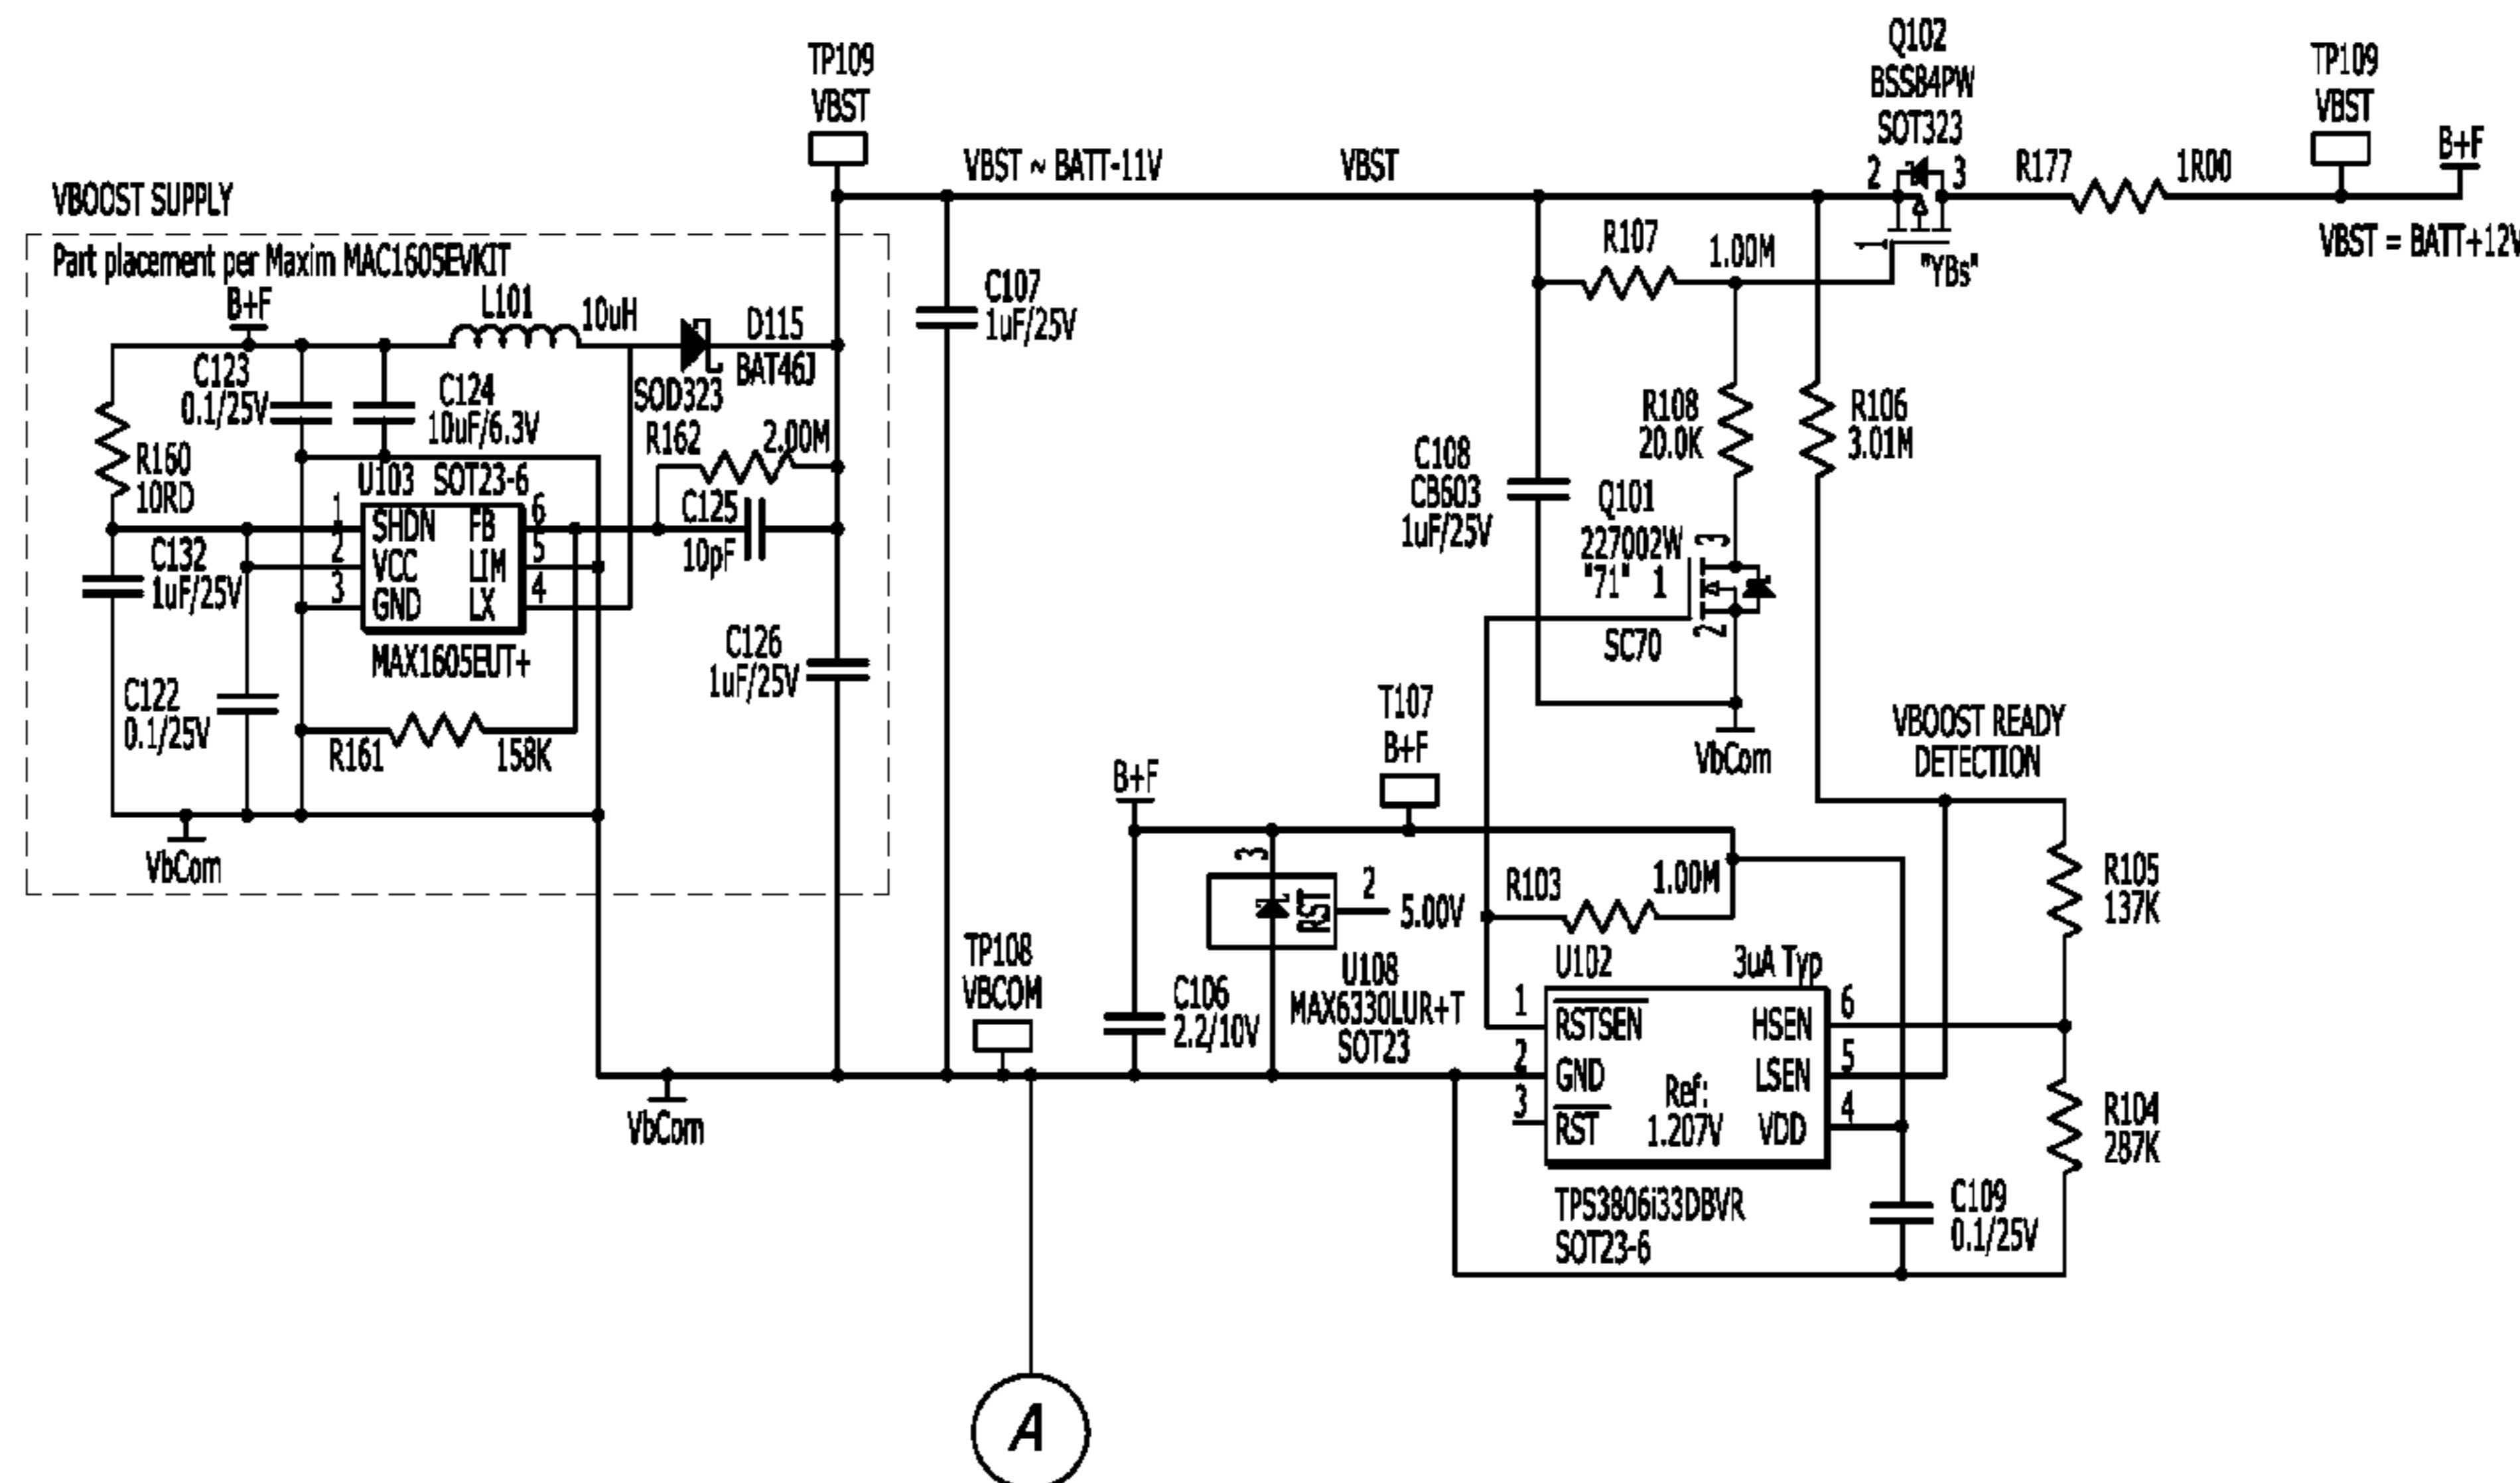 Q102
BSS84PW
SOT323
TP109
VBST
TP109
VBST
B+F
VBST ~ BATT-11V
VBST
2
3
R177
1R00
VBST = BATT+12V
1
"YBs"
VBOOST SUPPLY
Part placement per Maxim MAC1605EVKIT
B+F
L101
10uH
D115
BAT46J
SOD323
C123
0.1/25V
C124
10uF/6.3V
R162
2.00M
R160
10RD
U103 SOT23-6
1
SHDN
FB
6
2
VCC
LIM
5
3
GND
LX
4
MAX1605EUT+
C125
10pF
C132
1uF/25V
C122
0.1/25V
R161
158K
C126
1uF/25V
VbCom
C107
1uF/25V
R107
1.00M
R108
20.0K
R106
3.01M
C108
CB603
1uF/25V
Q101
227002W
"71"
1
3
2
SC70
VbCom
VBOOST READY
DETECTION
T107
B+F
B+F
3
RST
2
5.00V
R103
1.00M
R105
137K
TP108
VBCOM
C106
2.2/10V
U108
MAX6330LUR+T
SOT23
U102
3uA Typ
1
RSTSEN
HSEN
6
2
GND
LSEN
5
3
RST
VDD
4
Ref:
1.207V
R104
287K
VbCom
TPS3806i33DBVR
SOT23-6
C109
0.1/25V
A